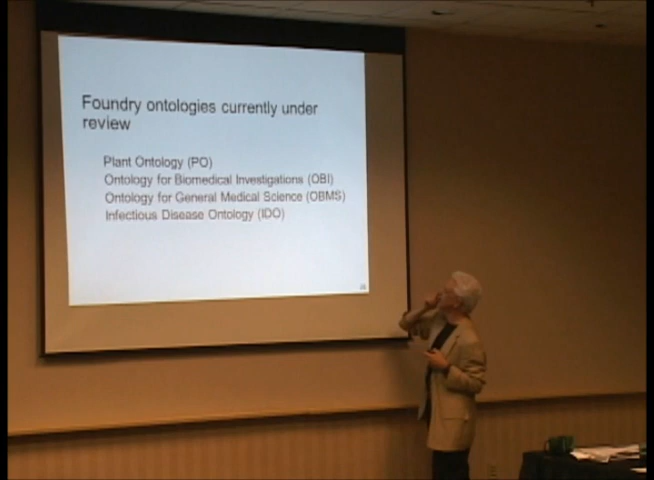 Foundry ontologies currently under
review
Plant Ontology (PO)
Ontology for Biomedical Investigations (OBI)
Ontology for General Medical Science (OBMS)
Infectious Disease Ontology (IDO)